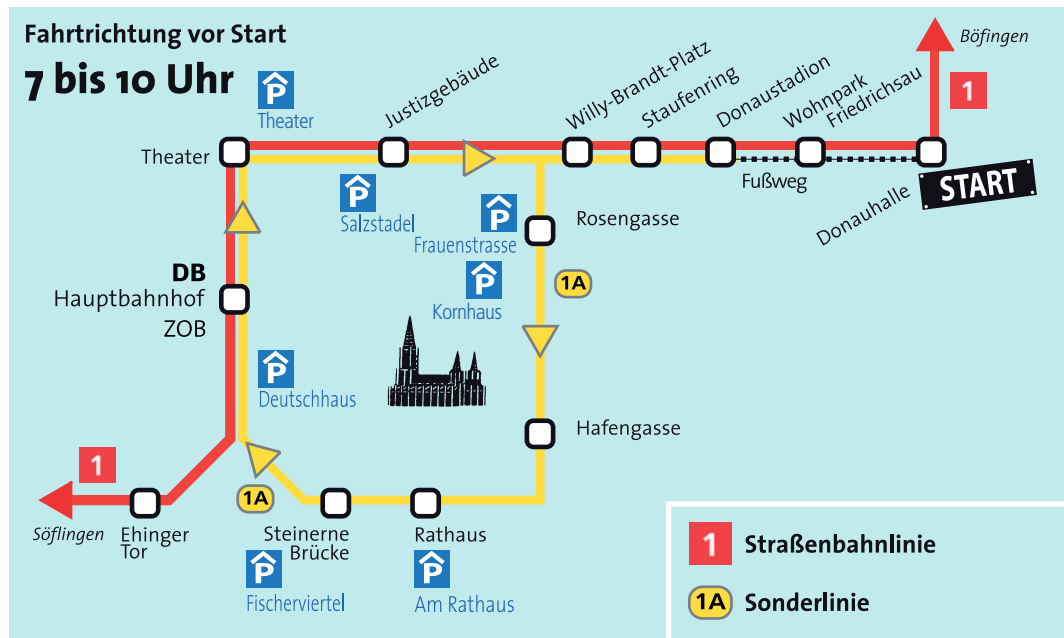 Fahrtrichtung vor Start
7 bis 10 Uhr
P
Theater
Justizgebäude
Willy-Brandt-Platz
Staufenring
Donaustadion
Wohnpark
Friedrichsau
Böfingen
1
Theater
P
Salzstadel
P
Frauenstrasse
Rosengasse
Fußweg
Donauhalle
START
DB
Hauptbahnhof
ZOB
P
Kornhaus
1A
P
Deutschhaus
Hafengasse
1
Söflingen
Ehinger
Tor
1A
Steinerne
Brücke
Rathaus
P
Fischerviertel
P
Am Rathaus
1 Straßenbahnlinie
1A Sonderlinie